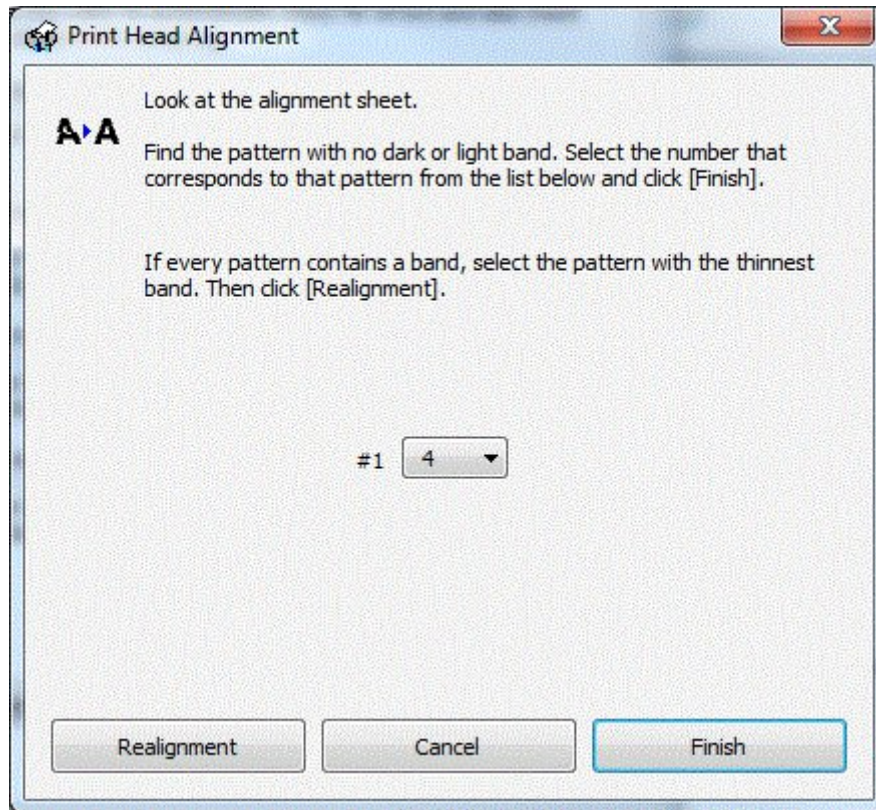 Print Head Alignment
Look at the alignment sheet.
A A
Find the pattern with no dark or light band. Select the number that
corresponds to that pattern from the list below and click [Finish].
If every pattern contains a band, select the pattern with the thinnest
band. Then click [Realignment].
#1 4
Realignment Cancel Finish